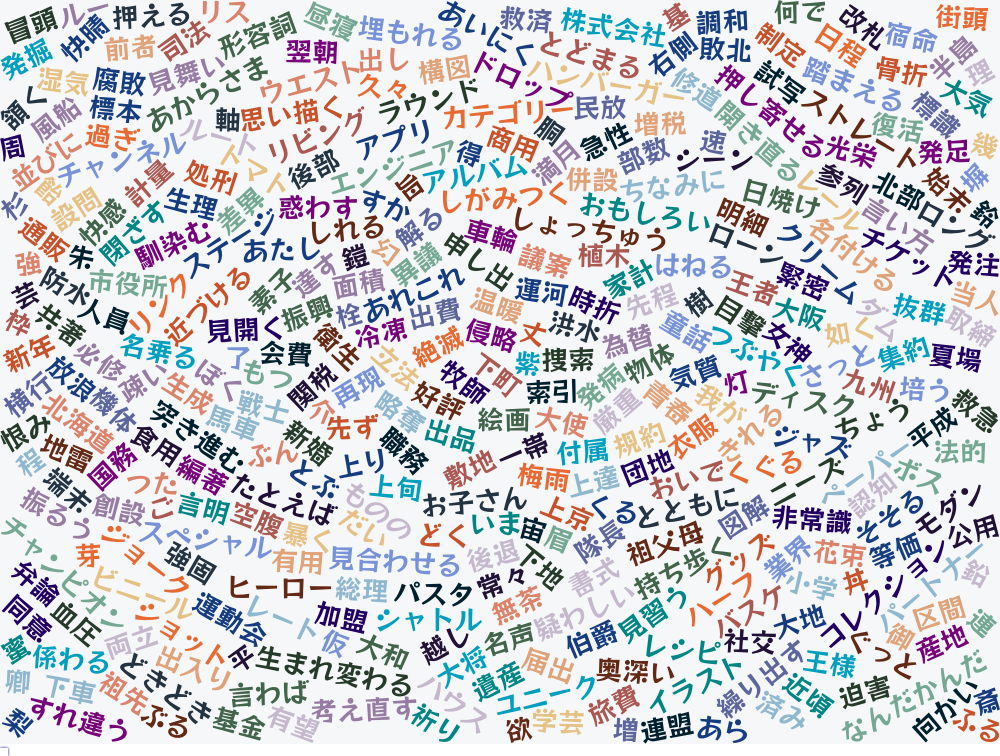 冒頭
ルー
押える
リス
昼寝
埋もれる
あいにく
救済
株式会社
基
調和
何で
改札
宿命
街頭
発掘
快晴
前者
司法
形容詞
翌朝
出し
とどまる
右側
敗北
制定
日程
骨折
半島
理
湿気
腐敗
見舞い
あからさま
ウエスト
久々
構図
ドロップ
ハンバーガー
修道
押し寄せる
試写
踏まえる
標識
大気
頷く
風船
標本
軸
思い描く
ラウンド
カテゴリー
民放
開き直る
ストレート
復活
幾
周
並びに
過ぎ
チャンネル
ルート
マイ
リビング
アプリ
商用
胴
急性
増税
速
光栄
発足
唯
杉
密
設問
計量
処刑
後部
エンジニア
得
アルバム
満月
併設
部数
シーン
ちなみに
レール
参列
北部
始末
鈴
通販
快感
閉ざす
生理
差異
惑わす
すか
旨
しがみつく
おもしろい
日焼け
言い方
ロング
強
朱
馴染む
ステージ
あたし
しれる
幻
解る
車輪
しょっちゅう
明細
クリーム
名付ける
チケット
発注
芸
防水
市役所
リンク
近づける
素子
達す
鎧
面積
異議
申し出
議案
植木
家計
はねる
ローン
緊密
当人
枠
共著
人員
見開く
振興
栓
あれこれ
出費
温暖
運河
時折
先程
樹
王者
大阪
ダム
抜群
取締
新年
必修
名乗る
了
会費
衛生
冷凍
絶滅
侵略
丈
洪水
為替
童話
目撃
女神
如く
集約
夏場
横行
放浪
機体
疎い
生成
ぼく
もつ
関税
再現
立法
牧師
下町
紫
捜索
発病
物体
気質
つぶやく
さっと
九州
培う
救急
恨み
北海道
突き進む
馬車
戦士
介
先ず
略奪
好評
索引
絵画
大使
厳重
青春
我が
灯
ディスク
ちょう
平成
程
地雷
国務
食用
編著
ぶん
新婚
とぶ
上り
職務
出品
敷地
一帯
付属
規約
衣服
きれる
ジャズ
ペーパー
ボス
法的
振るう
端末
創設
つた
ご
言明
空腹
たとえば
ものの
上旬
お子さん
梅雨
上達
団地
おいで
くぐる
ニーズ
認知
そそる
モダン
チャンピオン
芽
ジョーク
スペシャル
暴く
だい
どく
いま
宙
上京
くる
とともに
図解
非常識
等価
公用
弁論
ビニール
強固
有用
見合わせる
後退
下地
眉
隊長
祖父母
グッズ
業界
花束
コレクション
同意
血圧
ジョット
運動会
ヒーロー
総理
パスタ
常々
無茶
書式
持ち歩く
ハーフ
小学
丼
パートナー
鉛
蟹
係わる
両立
出入り
レート
加盟
仮
シャトル
越し
名声
疑わしい
伯爵
見習う
バスケ
社交
大地
御
区間
連
卿
下車
祖先
どきどき
平
生まれ変わる
大和
大将
遺産
届出
奥深い
レシピ
繰り出す
王様
ぐっと
産地
梨
すれ違う
ぶる
基金
言わば
有望
考え直す
祈り
ハウス
ユニーク
欲
学芸
旅費
イラスト
増
連盟
あら
済み
近頃
迫害
なんだかんだ
向かい
斎
ぶる